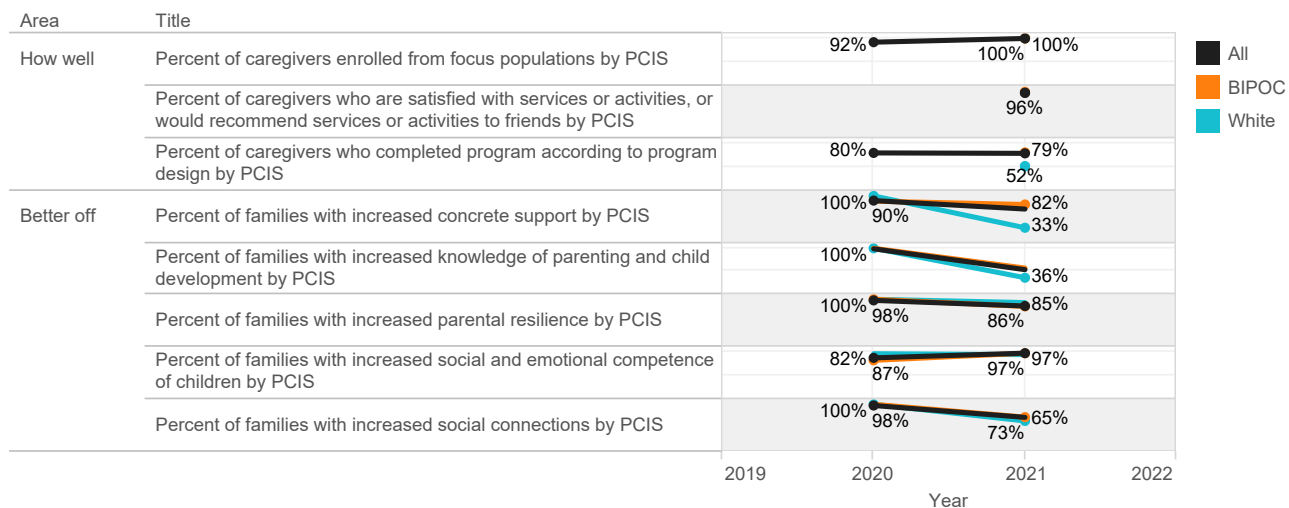 Area Title
How well Percent of caregivers enrolled from focus populations by PCIS
92% 100% 100%
Percent of caregivers who are satisfied with services or activities, or
would recommend services or activities to friends by PCIS
96%
Percent of caregivers who completed program according to program
design by PCIS
80% 79%
52%
Better off Percent of families with increased concrete support by PCIS
100% 82%
90% 33%
Percent of families with increased knowledge of parenting and child
development by PCIS
100% 36%
Percent of families with increased parental resilience by PCIS
100% 85%
98% 86%
Percent of families with increased social and emotional competence
of children by PCIS
82% 97%
87% 97%
Percent of families with increased social connections by PCIS
100% 65%
98% 73%
2019 2020 2021 2022
Year
All
BIPOC
White